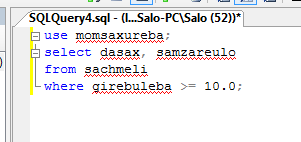 SQLQuery4.sql - (l...Salo-PC\Salo (52))*
use momsaxureba;
select dasax, samzareulo
from sachmeli
where girebuleba >= 10.0;